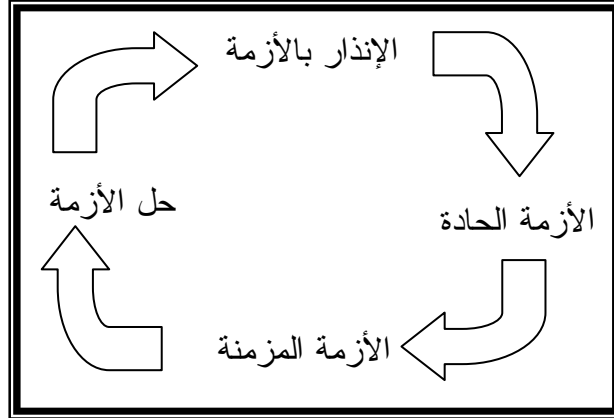 الإنذار بالأزمة
الأزمة الحادة
الأزمة المزمنة
حل الأزمة